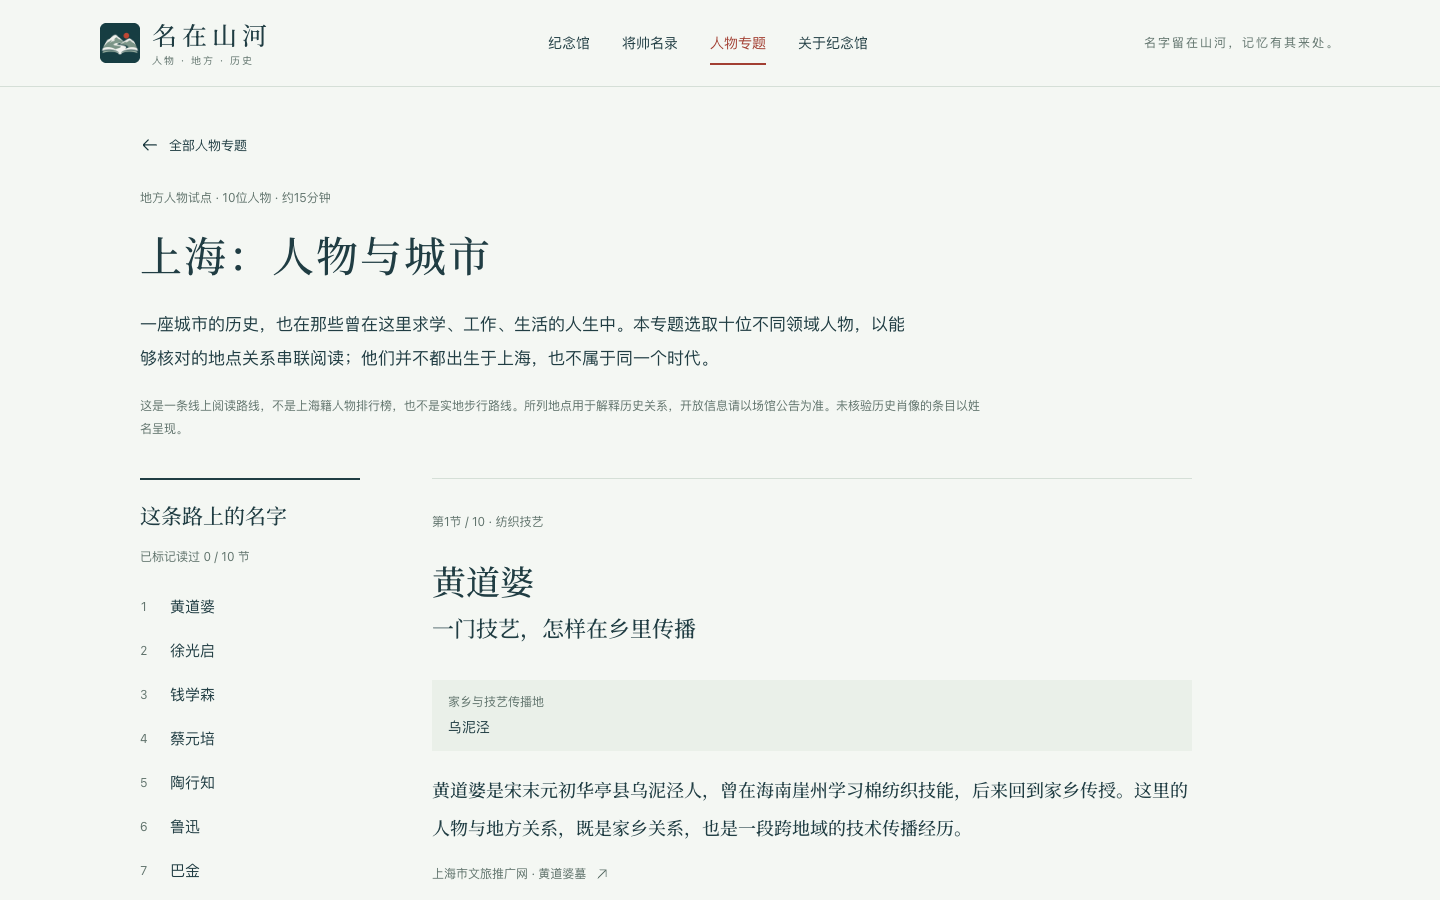 名在山河
人物 · 地方 · 历史
纪念馆
将帅名录
人物专题
关于纪念馆
名字留在山河，记忆有其来处。
← 全部人物专题
地方人物试点 · 10位人物 · 约15分钟
上海：人物与城市
一座城市的历史，也在那些曾在这里求学、工作、生活的人生中。本专题选取十位不同领域人物，以能
够核对的地点关系串联阅读；他们并不都出生于上海，也不属于同一个时代。
这是一条线上阅读路线，不是上海籍人物排行榜，也不是实地步行路线。所列地点用于解释历史关系，开放信息请以场馆公告为准。未核验历史肖像的条目以姓
名呈现。
这条路上的名字
已标记读过 0 / 10 节
1 黄道婆
2 徐光启
3 钱学森
4 蔡元培
5 陶行知
6 鲁迅
7 巴金
第1节 / 10 · 纺织技艺
黄道婆
一门技艺，怎样在乡里传播
家乡与技艺传播地
乌泥泾
黄道婆是宋末元初华亭县乌泥泾人，曾在海南崖州学习棉纺织技能，后来回到家乡传授。这里的
人物与地方关系，既是家乡关系，也是一段跨地域的技术传播经历。
上海市文旅推广网 · 黄道婆墓 ↗